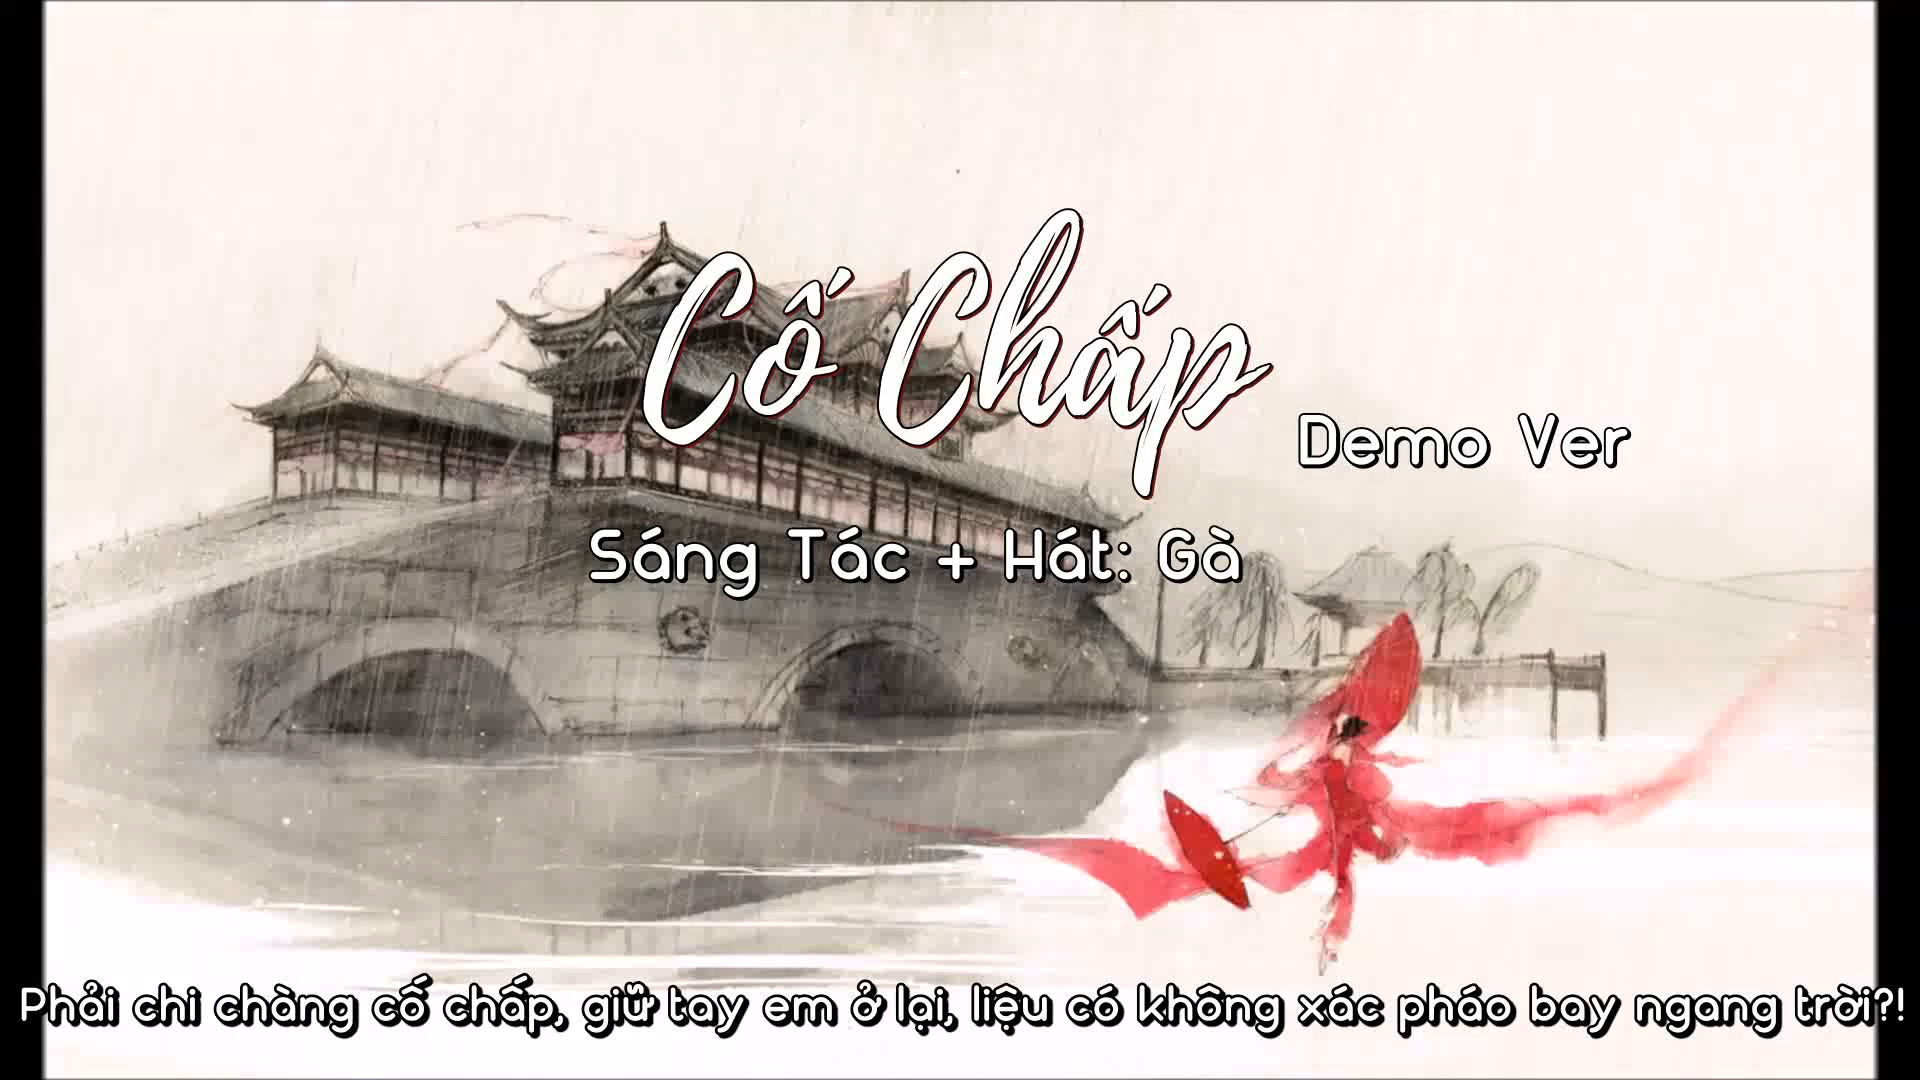 Cố Chấp
Demo Ver
Sáng Tác + Hát: Gà
Phải chi chàng cố chấp, giữ tay em ở lại, liệu có không xác pháo bay ngang trời?!